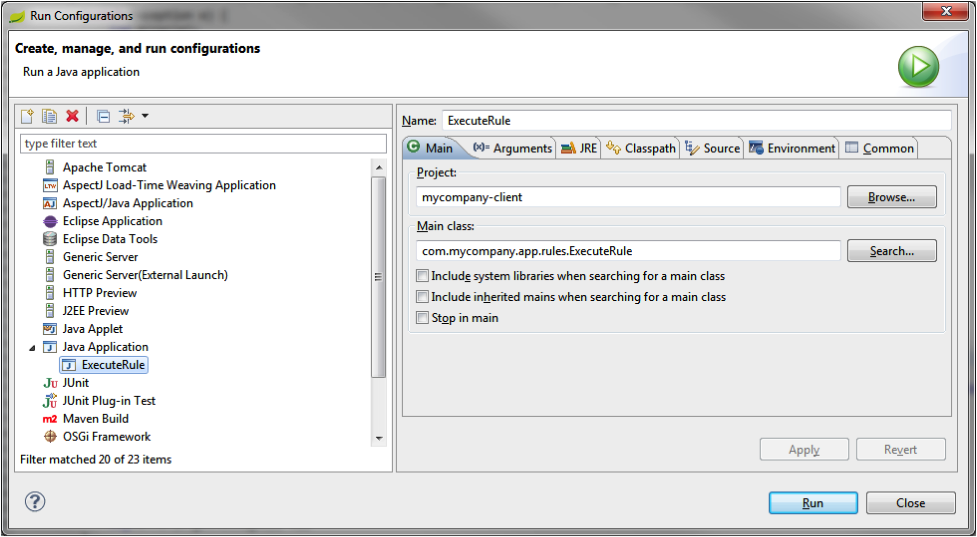 Run Configurations
Create, manage, and run configurations
Run a Java application
type filter text
Apache Tomcat
AspectJ Load-Time Weaving Application
AspectJ/Java Application
Eclipse Application
Eclipse Data Tools
Generic Server
Generic Server(External Launch)
HTTP Preview
J2EE Preview
Java Applet
Java Application
ExecuteRule
JUnit
JUnit Plug-in Test
Maven Build
OSGi Framework
Filter matched 20 of 23 items
Name: ExecuteRule
Main (x)= Arguments JRE Classpath Source Environment Common
Project:
mycompany-client Browse...
Main class:
com.mycompany.app.rules.ExecuteRule Search...
Include system libraries when searching for a main class
Include inherited mains when searching for a main class
Stop in main
Apply Revert
Run Close